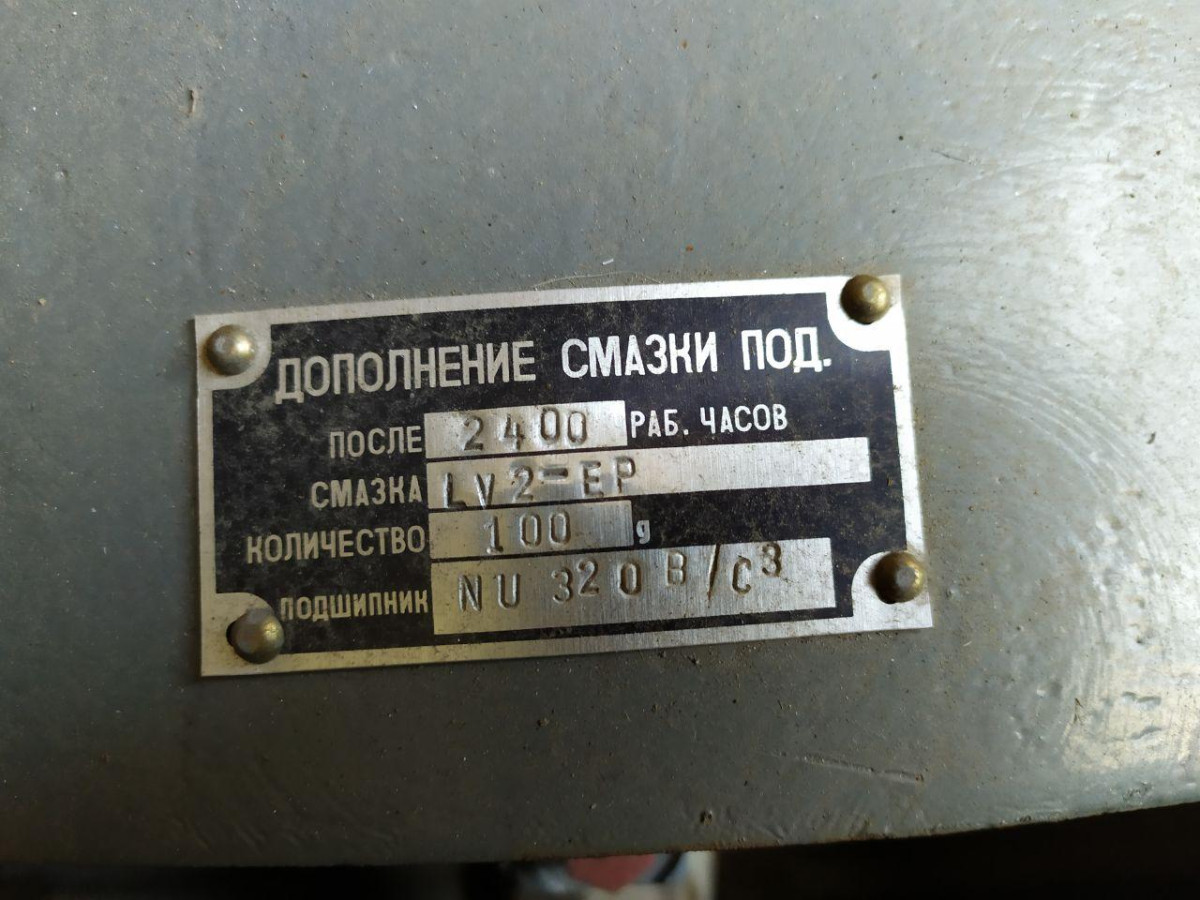 ДОПОЛНЕНИЕ СМАЗКИ ПОД.
ПОСЛЕ 2400 РАБ. ЧАСОВ
СМАЗКА LV2-EP
КОЛИЧЕСТВО 100 g
ПОДШИПНИК NU 320 B/C3